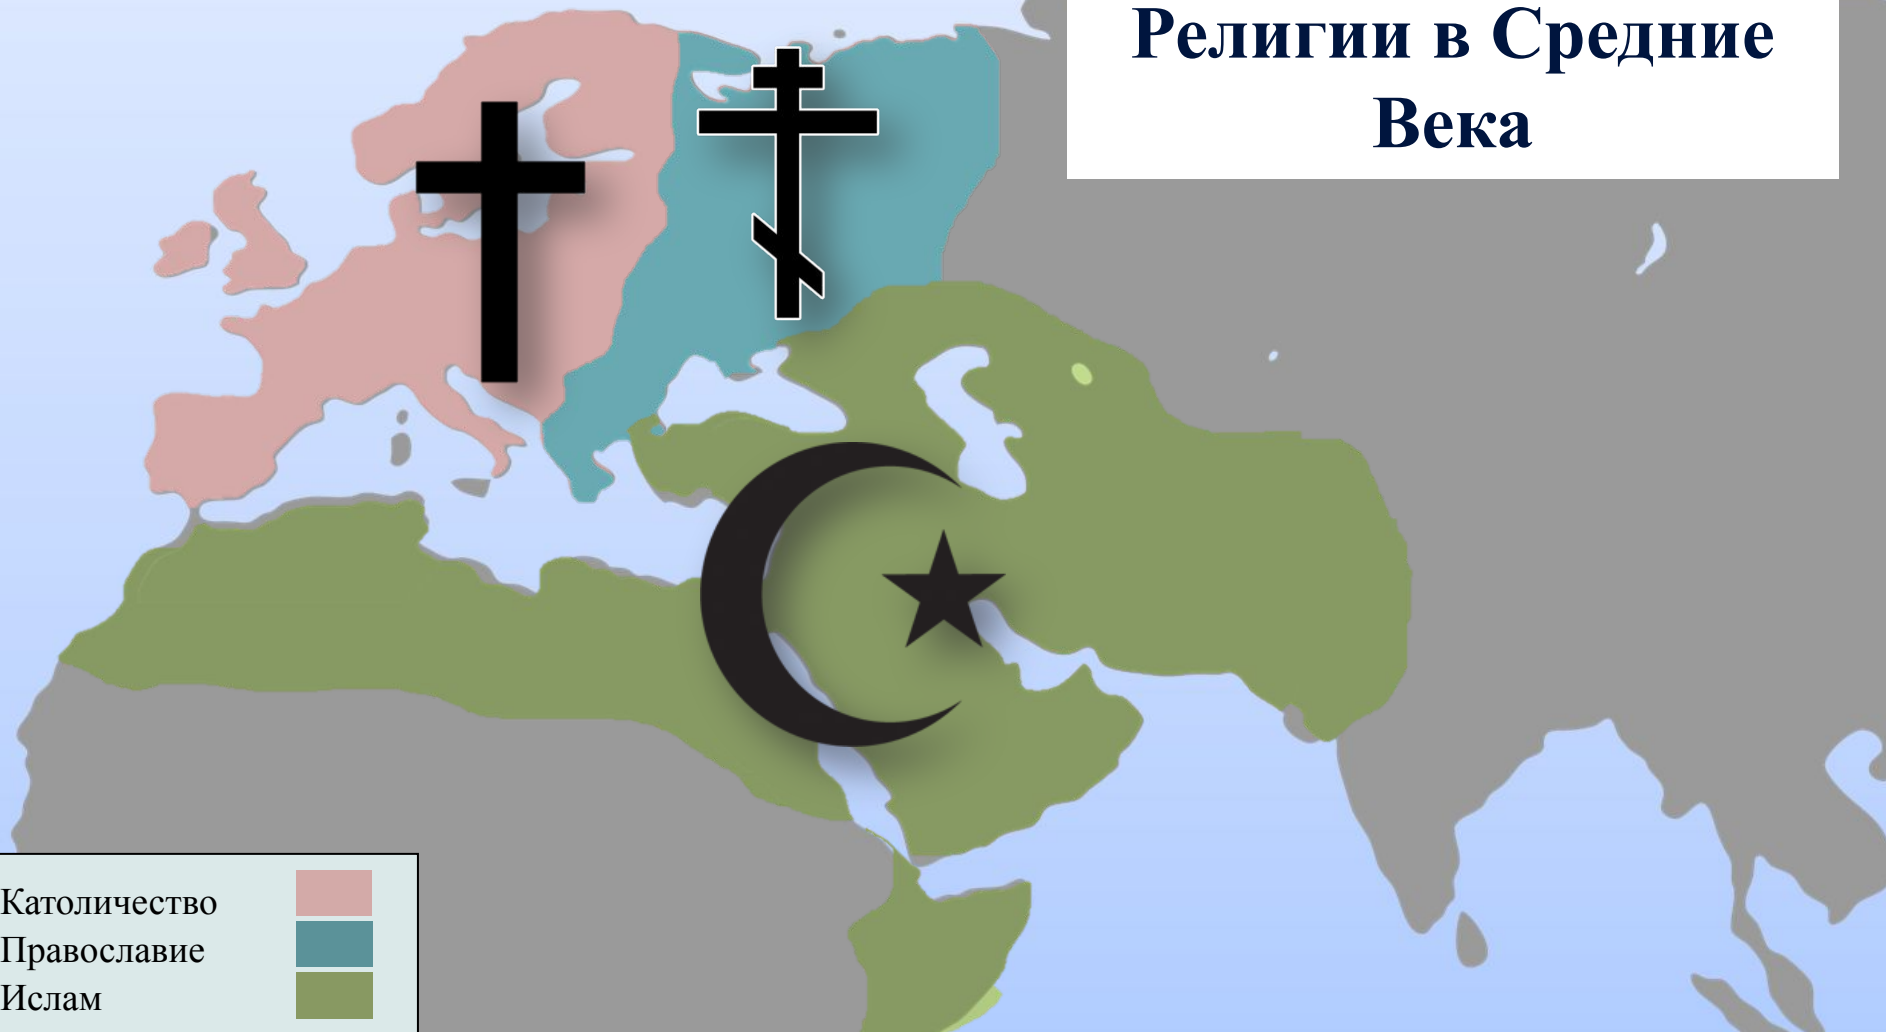 Религии в Средние
Века
Католичество
Православие
Ислам